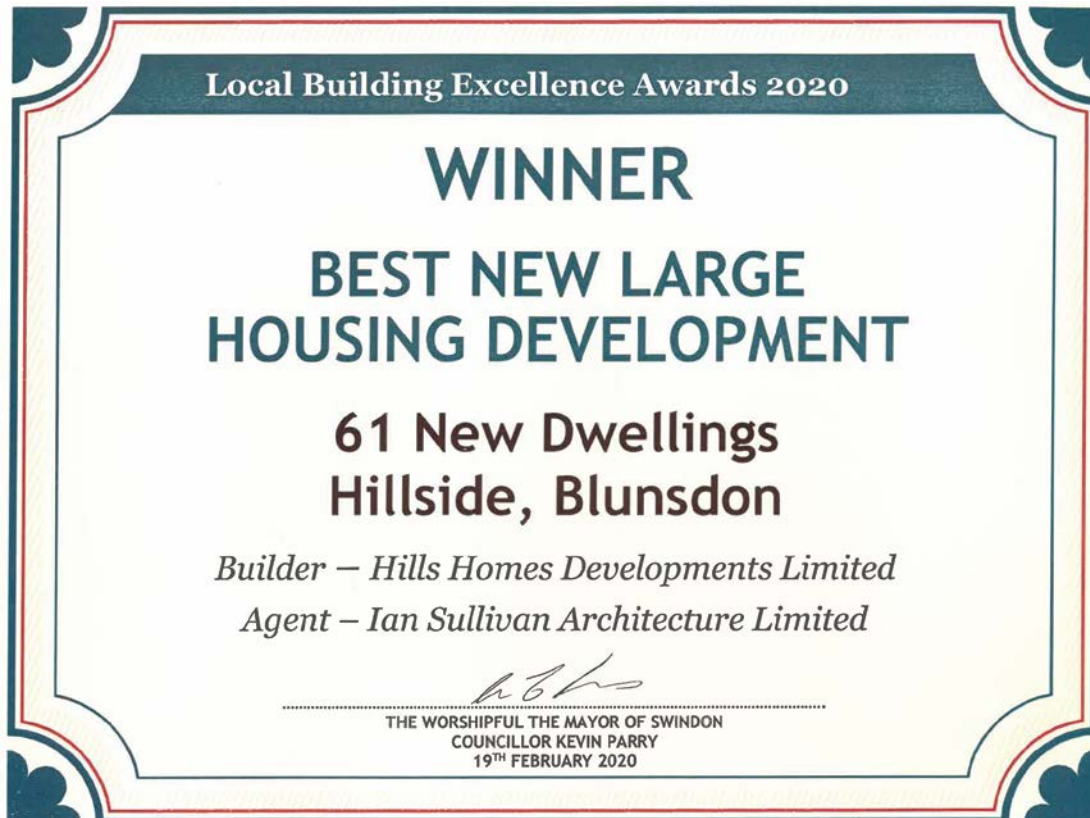 Local Building Excellence Awards 2020
WINNER
BEST NEW LARGE
HOUSING DEVELOPMENT
61 New Dwellings
Hillside, Blunsdon
Builder – Hills Homes Developments Limited
Agent – Ian Sullivan Architecture Limited
THE WORSHIPFUL THE MAYOR OF SWINDON
COUNCILLOR KEVIN PARRY
19TH FEBRUARY 2020